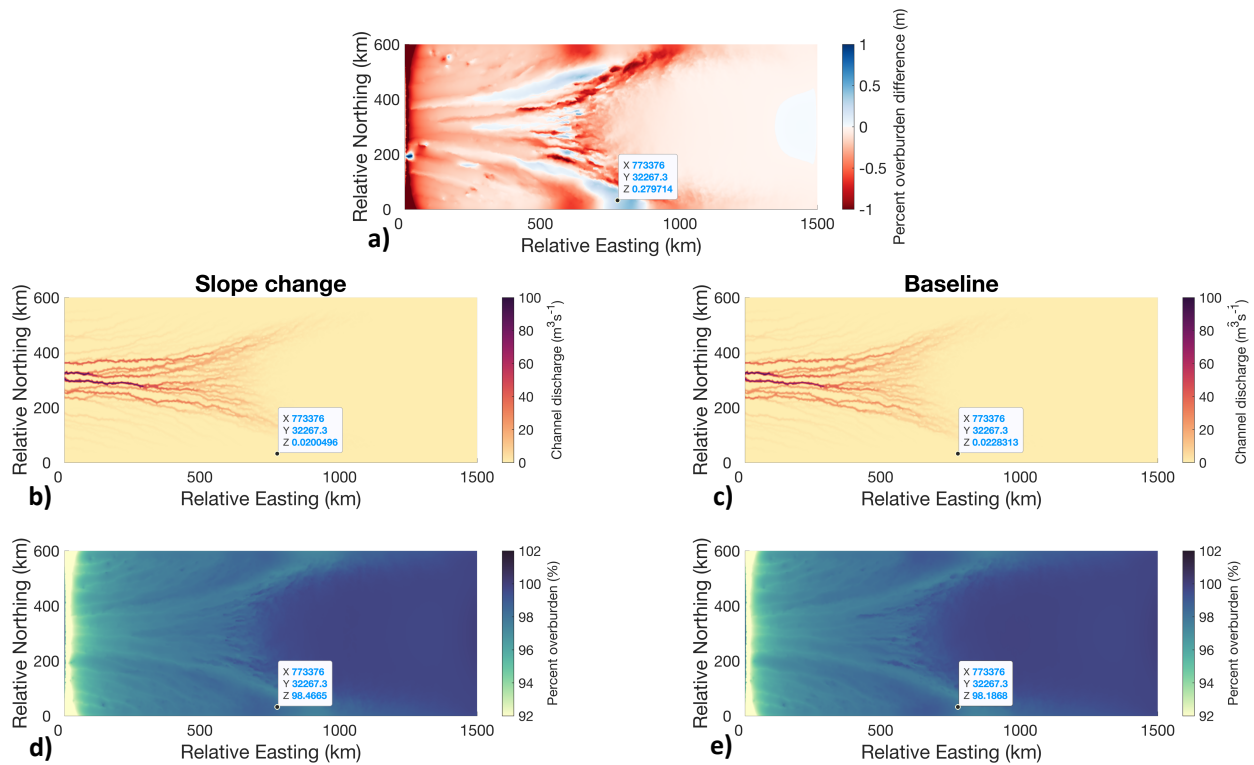 600
400
200
0
Relative Northing (km)
0
500
1000
1500
Relative Easting (km)
X 773376
Y 32267.3
Z 0.279714
1
0.5
0
-0.5
-1
Percent overburden difference (m)
a)
Slope change
600
400
200
0
Relative Northing (km)
0
500
1000
1500
Relative Easting (km)
X 773376
Y 32267.3
Z 0.0200496
100
80
60
40
20
0
Channel discharge (m³s⁻¹)
b)
Baseline
600
400
200
0
Relative Northing (km)
0
500
1000
1500
Relative Easting (km)
X 773376
Y 32267.3
Z 0.0228313
100
80
60
40
20
0
Channel discharge (m³s⁻¹)
c)
600
400
200
0
Relative Northing (km)
0
500
1000
1500
Relative Easting (km)
X 773376
Y 32267.3
Z 98.4665
102
100
98
96
94
92
Percent overburden (%)
d)
600
400
200
0
Relative Northing (km)
0
500
1000
1500
Relative Easting (km)
X 773376
Y 32267.3
Z 98.1868
102
100
98
96
94
92
Percent overburden (%)
e)